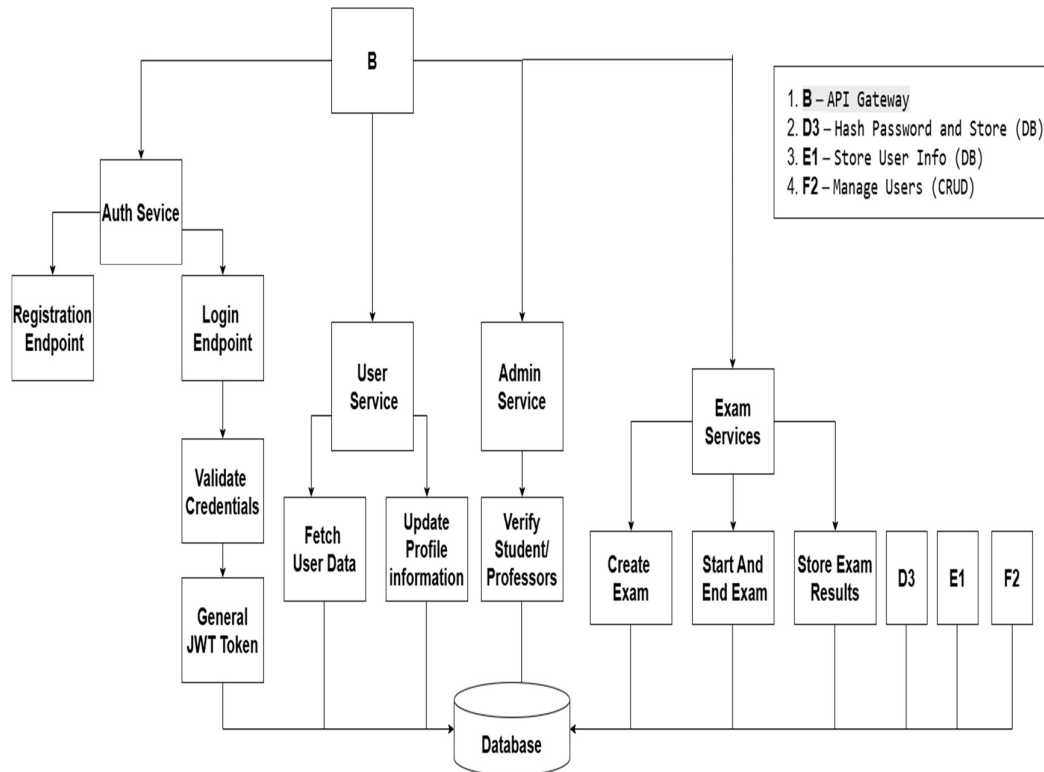 B
1. B – API Gateway
2. D3 – Hash Password and Store (DB)
3. E1 – Store User Info (DB)
4. F2 – Manage Users (CRUD)
Auth Sevice
Registration
Endpoint
Login
Endpoint
User
Service
Admin
Service
Exam
Services
Validate
Credentials
Fetch
User Data
Update
Profile
information
Verify
Student/
Professors
Create
Exam
Start And
End Exam
Store Exam
Results
D3
E1
F2
General
JWT Token
Database